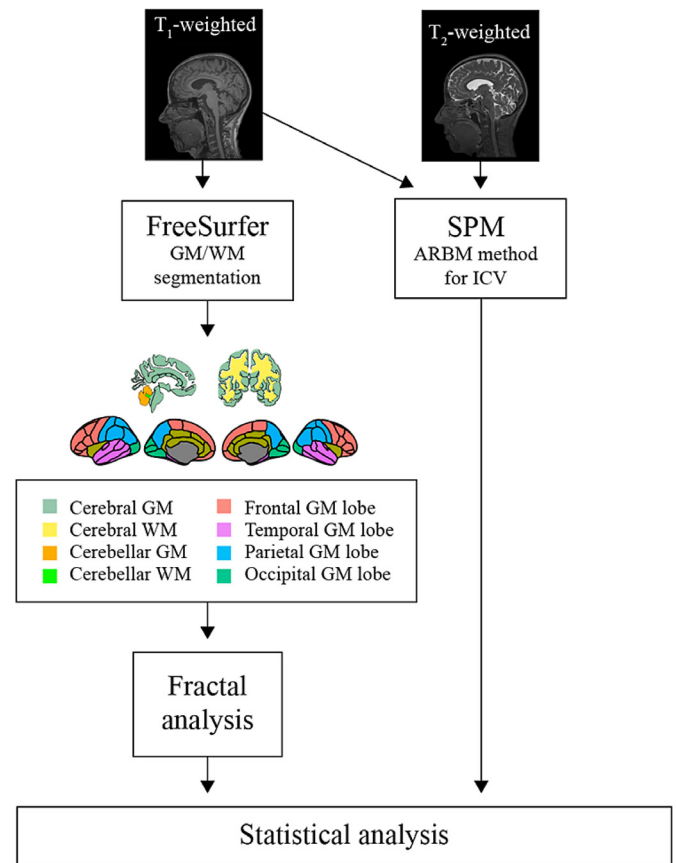 T₁-weighted
T₂-weighted
FreeSurfer
GM/WM
segmentation
SPM
ARBM method
for ICV
Cerebral GM
Cerebral WM
Cerebellar GM
Cerebellar WM
Frontal GM lobe
Temporal GM lobe
Parietal GM lobe
Occipital GM lobe
Fractal
analysis
Statistical analysis